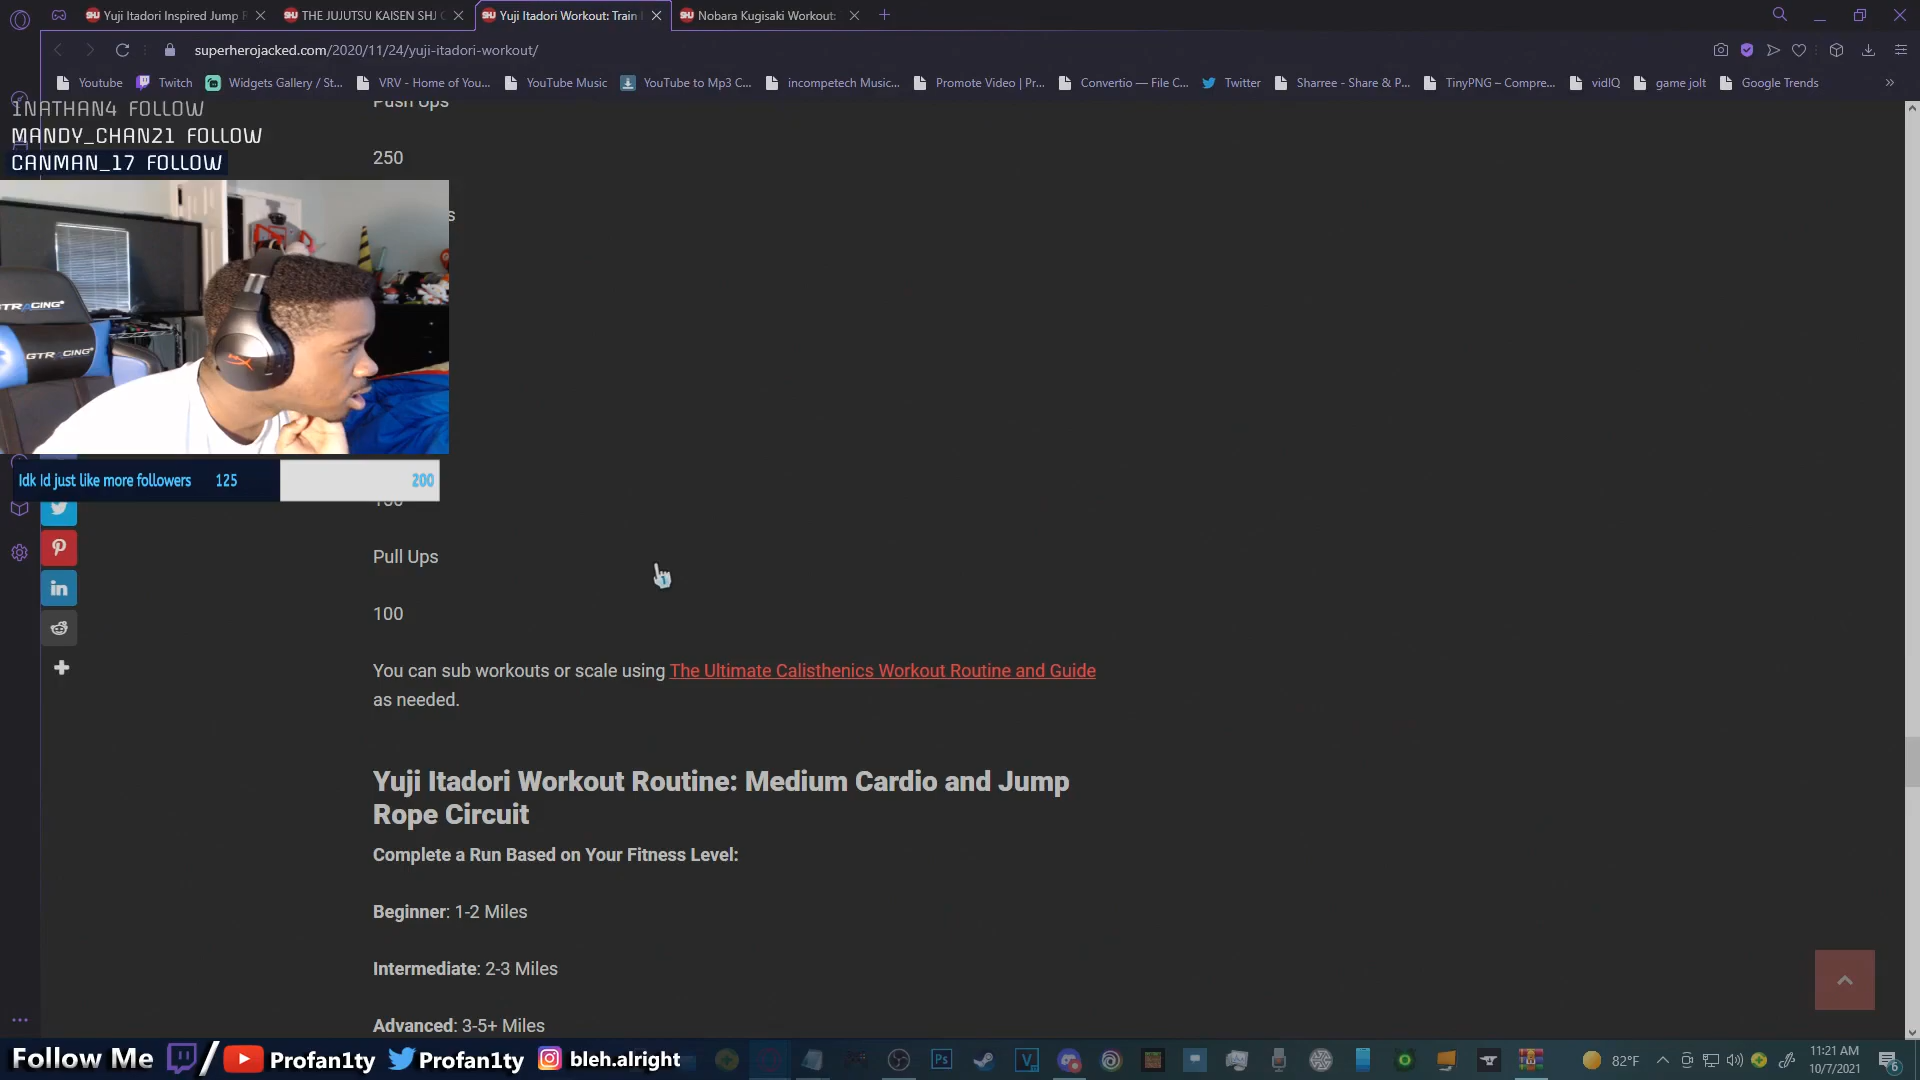 Yuji Itadori Inspired Jump R
THE JUJUTSU KAISEN SHJ
Yuji Itadori Workout: Train
Nobara Kugisaki Workout:
superherojacked.com/2020/11/24/yuji-itadori-workout/
Youtube
Twitch
Widgets Gallery / St...
VRV - Home of You...
YouTube Music
YouTube to Mp3 C...
incompetech Music...
Promote Video | Pr...
Convertio — File C...
Twitter
Sharree - Share & P...
TinyPNG – Compre...
vidIQ
game jolt
Google Trends
Push Ups
1NATHAN4 FOLLOW
MANDY_CHAN21 FOLLOW
CANMAN_17 FOLLOW
250
s
GTRACING
Idk Id just like more followers 125 200
Pull Ups
100
You can sub workouts or scale using The Ultimate Calisthenics Workout Routine and Guide
as needed.
Yuji Itadori Workout Routine: Medium Cardio and Jump
Rope Circuit
Complete a Run Based on Your Fitness Level:
Beginner: 1-2 Miles
Intermediate: 2-3 Miles
Advanced: 3-5+ Miles
Follow Me / Profan1ty Profan1ty bleh.alright
82°F
11:21 AM
10/7/2021
6